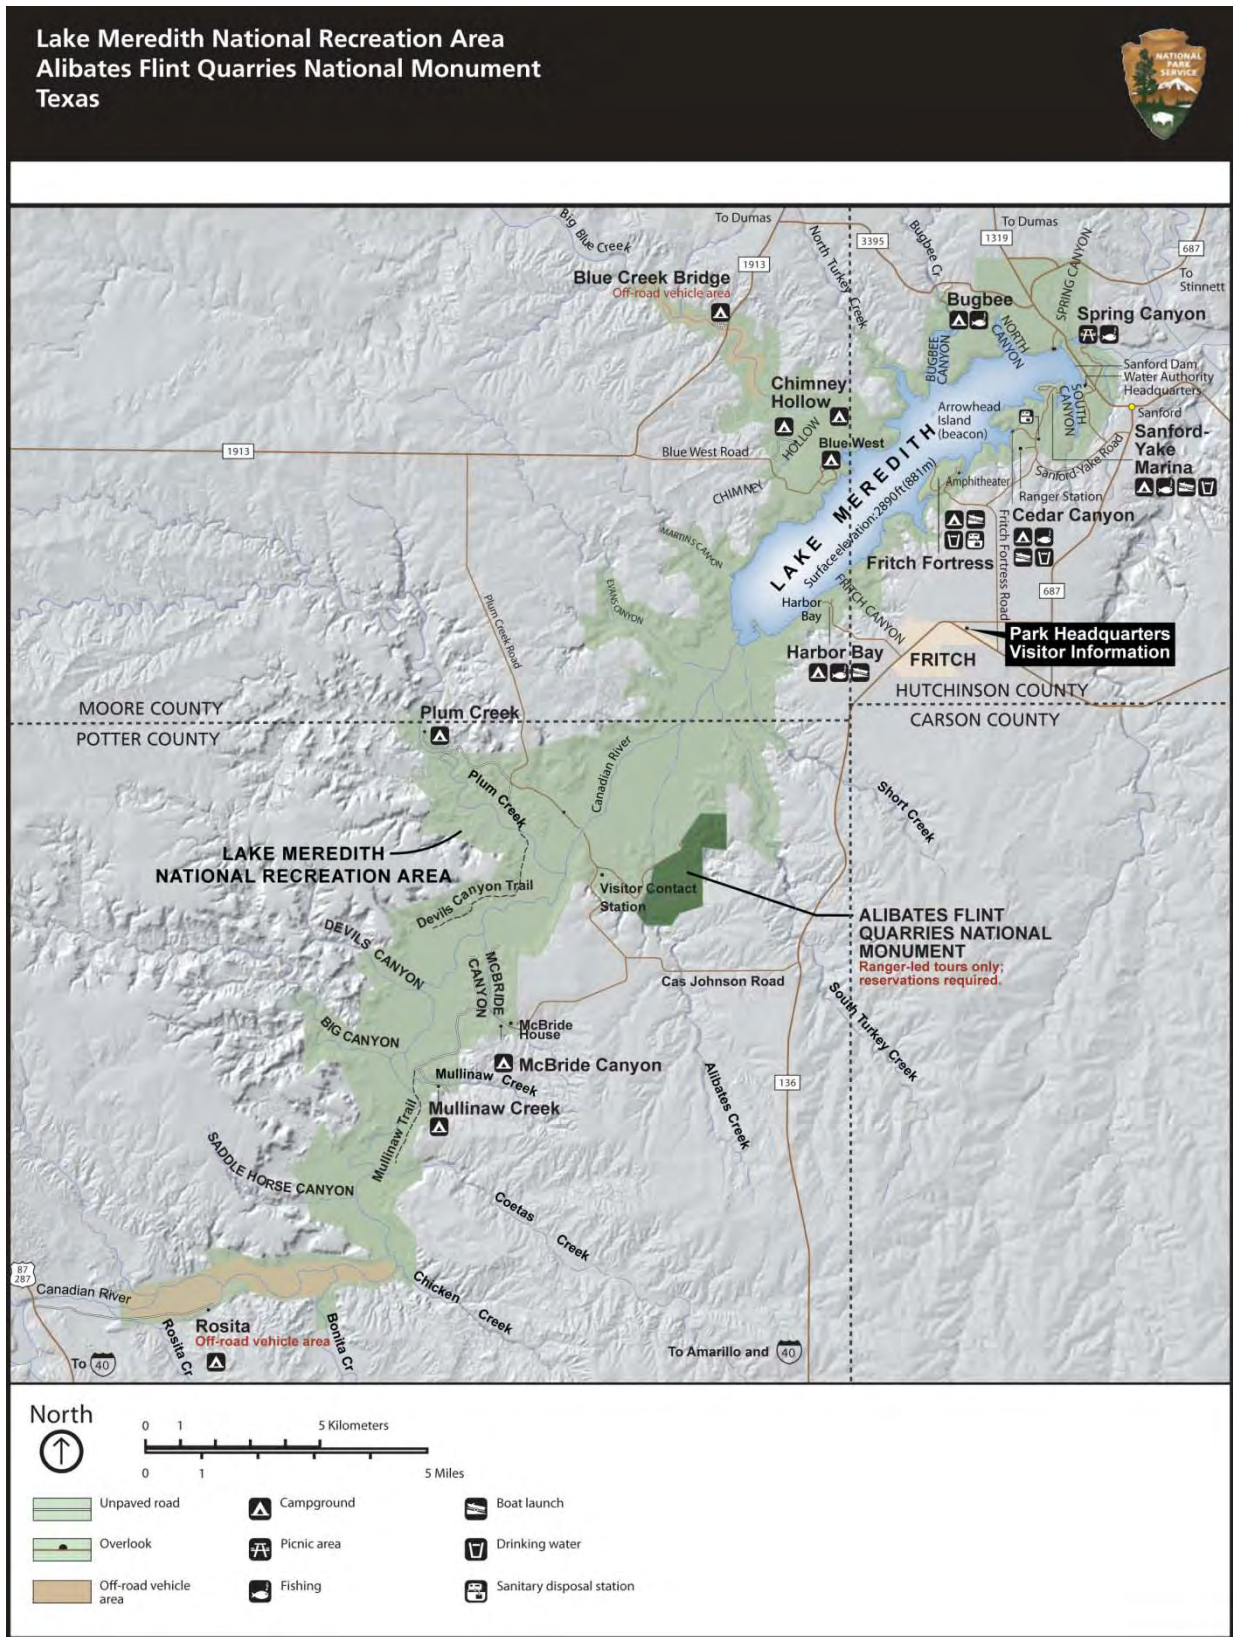 Lake Meredith National Recreation Area
Alibates Flint Quarries National Monument
Texas
NATIONAL
PARK
SERVICE
Big Blue Creek
To Dumas
1913
North Turkey Creek
3395
Bugbee Cr
1319
To Dumas
687
To
Stinnett
SPRING CANYON
Blue Creek Bridge
Off-road vehicle area
Bugbee
NORTH
CANYON
BUGBEE
CANYON
Spring Canyon
Sanford Dam
Water Authority
Headquarters
SOUTH
CANYON
Sanford
Chimney
Hollow
Arrowhead
Island
(beacon)
Sanford-
Yake
Marina
Sanford-Yake Road
1913
Blue West Road
Blue West
CHIMNEY
HOLLOW
LAKE MEREDITH
Surface elevation: 2890ft (881m)
Amphitheater
Ranger Station
Cedar Canyon
Fritch Fortress
Fritch Fortress Road
687
MARTINS CANYON
EVANS CANYON
Plum Creek Road
Harbor
Bay
FRITCH CANYON
Harbor Bay
Park Headquarters
Visitor Information
FRITCH
HUTCHINSON COUNTY
CARSON COUNTY
MOORE COUNTY
POTTER COUNTY
Plum Creek
Plum Creek
Canadian River
Short Creek
LAKE MEREDITH
NATIONAL RECREATION AREA
Devils Canyon Trail
Visitor Contact
Station
ALIBATES FLINT
QUARRIES NATIONAL
MONUMENT
Ranger-led tours only;
reservations required.
DEVILS CANYON
MCBRIDE
CANYON
Cas Johnson Road
South Turkey Creek
BIG CANYON
McBride
House
McBride Canyon
Mullinaw Creek
Mullinaw Creek
Mullinaw Trail
Alibates Creek
136
SADDLE HORSE CANYON
Coetas Creek
87
287
Canadian River
Chicken Creek
Rosita
Off-road vehicle area
Rosita Cr
Bonita Cr
To 40
To Amarillo and 40
North
0 1 5 Kilometers
0 1 5 Miles
Unpaved road
Campground
Boat launch
Overlook
Picnic area
Drinking water
Off-road vehicle
area
Fishing
Sanitary disposal station